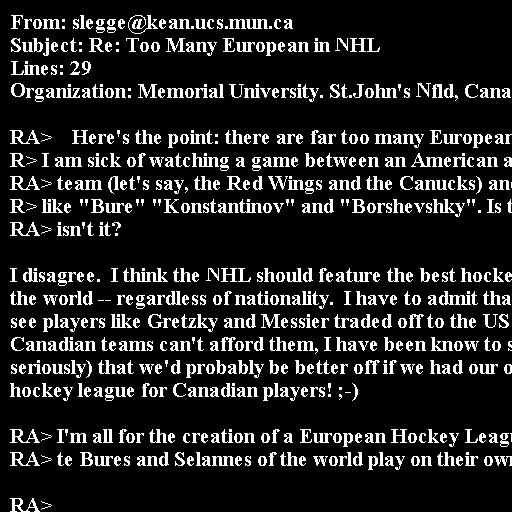 From: slegge@kean.ucs.mun.ca
Subject: Re: Too Many European in NHL
Lines: 29
Organization: Memorial University. St.John's Nfld, Cana
RA>    Here's the point: there are far too many European
R> I am sick of watching a game between an American a
RA> team (let's say, the Red Wings and the Canucks) an
R> like "Bure" "Konstantinov" and "Borshevshky". Is t
RA> isn't it?
I disagree.  I think the NHL should feature the best hocke
the world -- regardless of nationality.  I have to admit tha
see players like Gretzky and Messier traded off to the US
Canadian teams can't afford them, I have been know to s
seriously) that we'd probably be better off if we had our o
hockey league for Canadian players! ;-)
RA> I'm all for the creation of a European Hockey Leagu
RA> te Bures and Selannes of the world play on their own
RA>